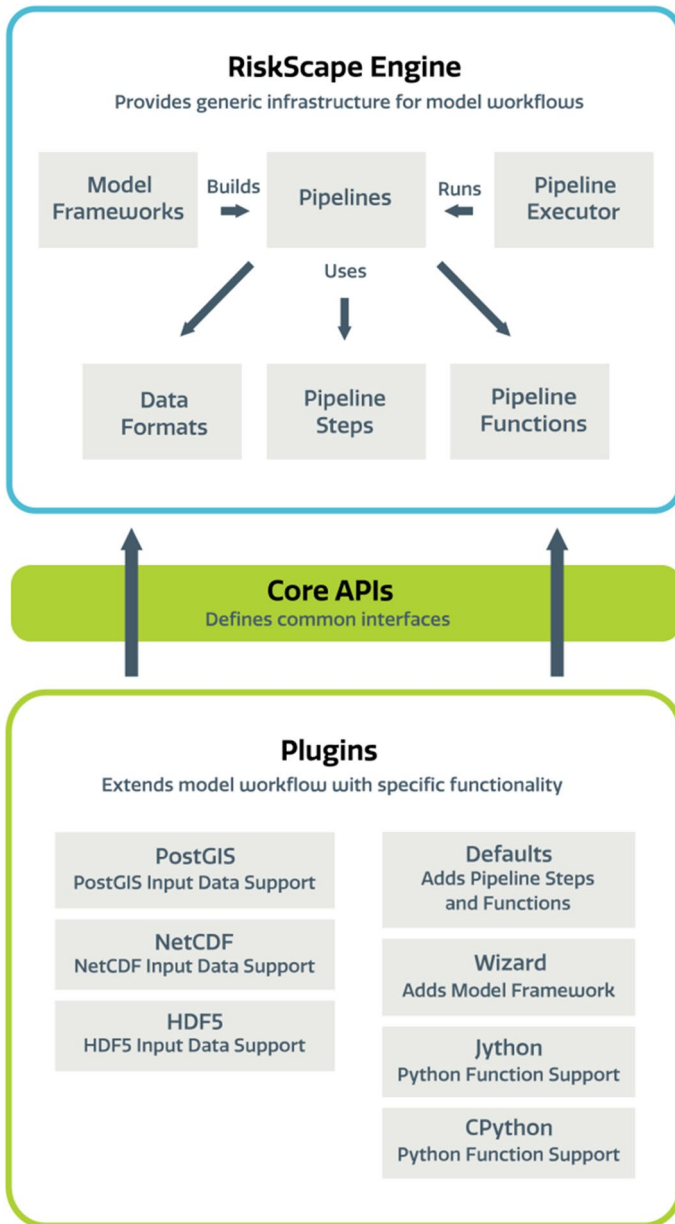 RiskScape Engine
Provides generic infrastructure for model workflows
Model
Frameworks
Builds
Pipelines
Runs
Pipeline
Executor
Uses
Data
Formats
Pipeline
Steps
Pipeline
Functions
Core APIs
Defines common interfaces
Plugins
Extends model workflow with specific functionality
PostGIS
PostGIS Input Data Support
NetCDF
NetCDF Input Data Support
HDF5
HDF5 Input Data Support
Defaults
Adds Pipeline Steps
and Functions
Wizard
Adds Model Framework
Jython
Python Function Support
CPython
Python Function Support